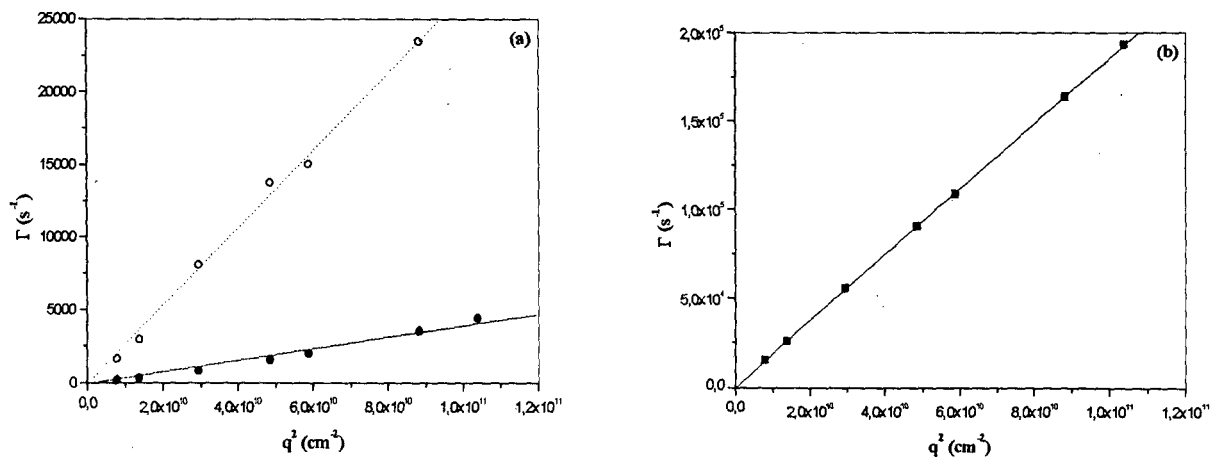 (a)
25000
20000
15000
10000
5000
0
Γ (s⁻¹)
0,0 2,0x10¹⁰ 4,0x10¹⁰ 6,0x10¹⁰ 8,0x10¹⁰ 1,0x10¹¹ 1,2x10¹¹
q² (cm⁻²)
(b)
2,0x10⁵
1,5x10⁵
1,0x10⁵
5,0x10⁴
0,0
Γ (s⁻¹)
0,0 2,0x10¹⁰ 4,0x10¹⁰ 6,0x10¹⁰ 8,0x10¹⁰ 1,0x10¹¹ 1,2x10¹¹
q² (cm⁻²)